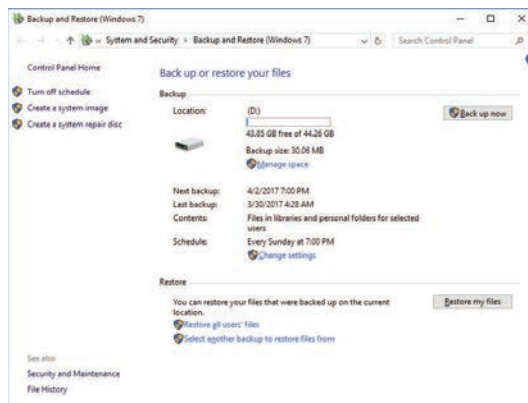 Backup and Restore (Windows 7)
System and Security > Backup and Restore (Windows 7)
Search Control Panel
Control Panel Home
Turn off schedule
Create a system image
Create a system repair disc
See also
Security and Maintenance
File History
Back up or restore your files
Backup
Location:
(D:)
Back up now
43.85 GB free of 44.26 GB
Backup size: 30.06 MB
Manage space
Next backup:
4/2/2017 7:00 PM
Last backup:
3/30/2017 4:28 AM
Contents:
Files in libraries and personal folders for selected
users
Schedule:
Every Sunday at 7:00 PM
Change settings
Restore
You can restore your files that were backed up on the current
location.
Restore my files
Restore all users' files
Select another backup to restore files from